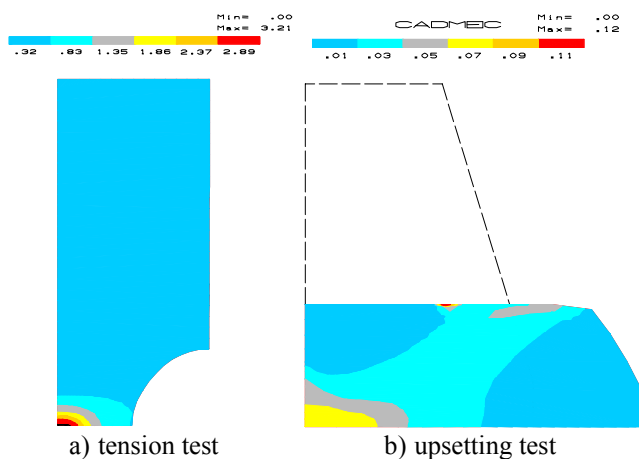 Min= .00
Max= 3.21
.32 .83 1.35 1.86 2.37 2.89
CADMEIC
Min= .00
Max= .12
.01 .03 .05 .07 .09 .11
a) tension test
b) upsetting test